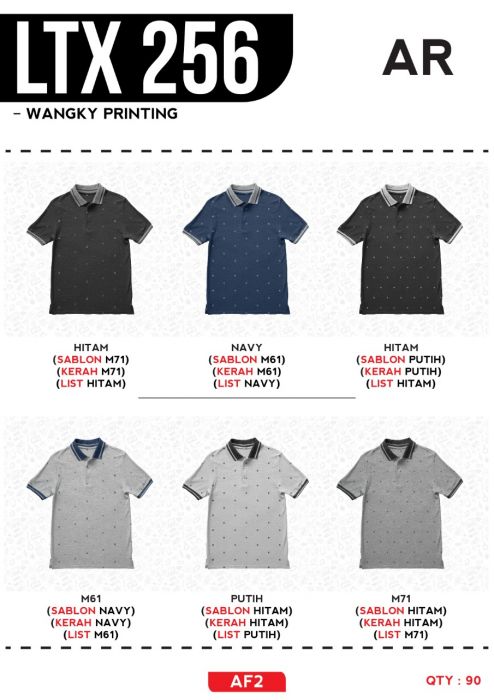 LTX 256
AR
- WANGKY PRINTING
HITAM
(SABLON M71)
(KERAH M71)
(LIST HITAM)
NAVY
(SABLON M61)
(KERAH M61)
(LIST NAVY)
HITAM
(SABLON PUTIH)
(KERAH PUTIH)
(LIST HITAM)
M61
(SABLON NAVY)
(KERAH NAVY)
(LIST M61)
PUTIH
(SABLON HITAM)
(KERAH HITAM)
(LIST PUTIH)
M71
(SABLON HITAM)
(KERAH HITAM)
(LIST M71)
AF2
QTY : 90